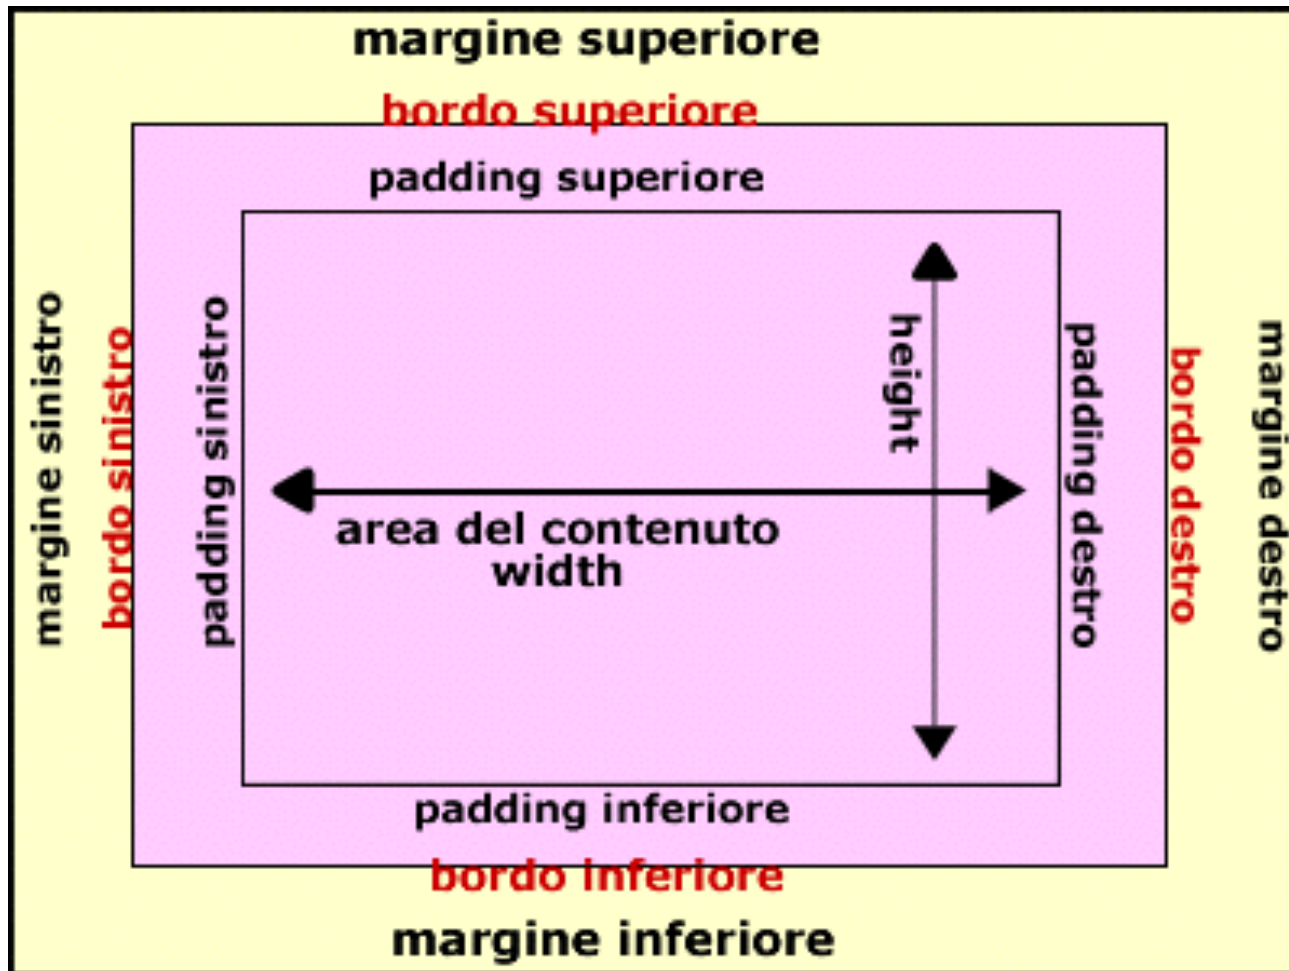 margine superiore
bordo superiore
padding superiore
margine sinistro
bordo sinistro
padding sinistro
height
area del contenuto
width
padding destro
bordo destro
margine destro
padding inferiore
bordo inferiore
margine inferiore